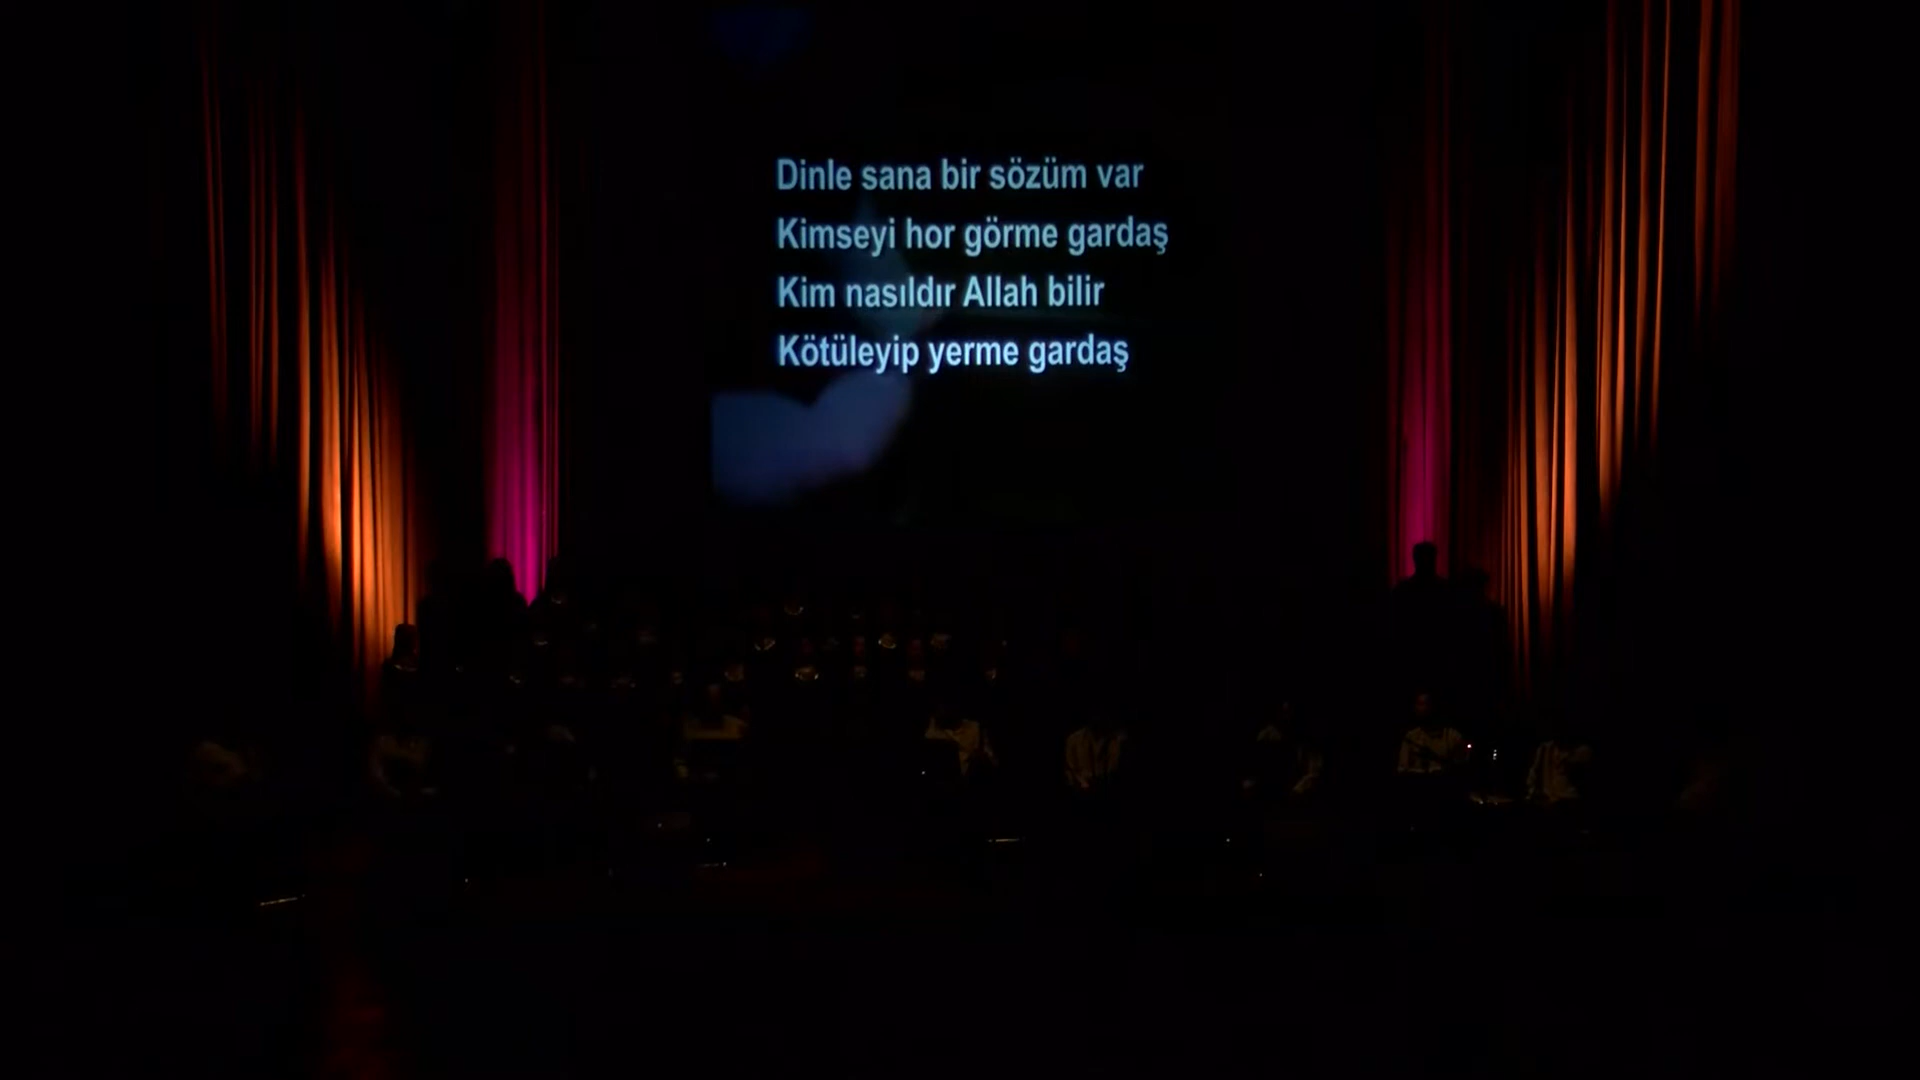 Dinle sana bir sözüm var
Kimseyi hor görme gardaş
Kim nasıldır Allah bilir
Kötüleyip yerme gardaş